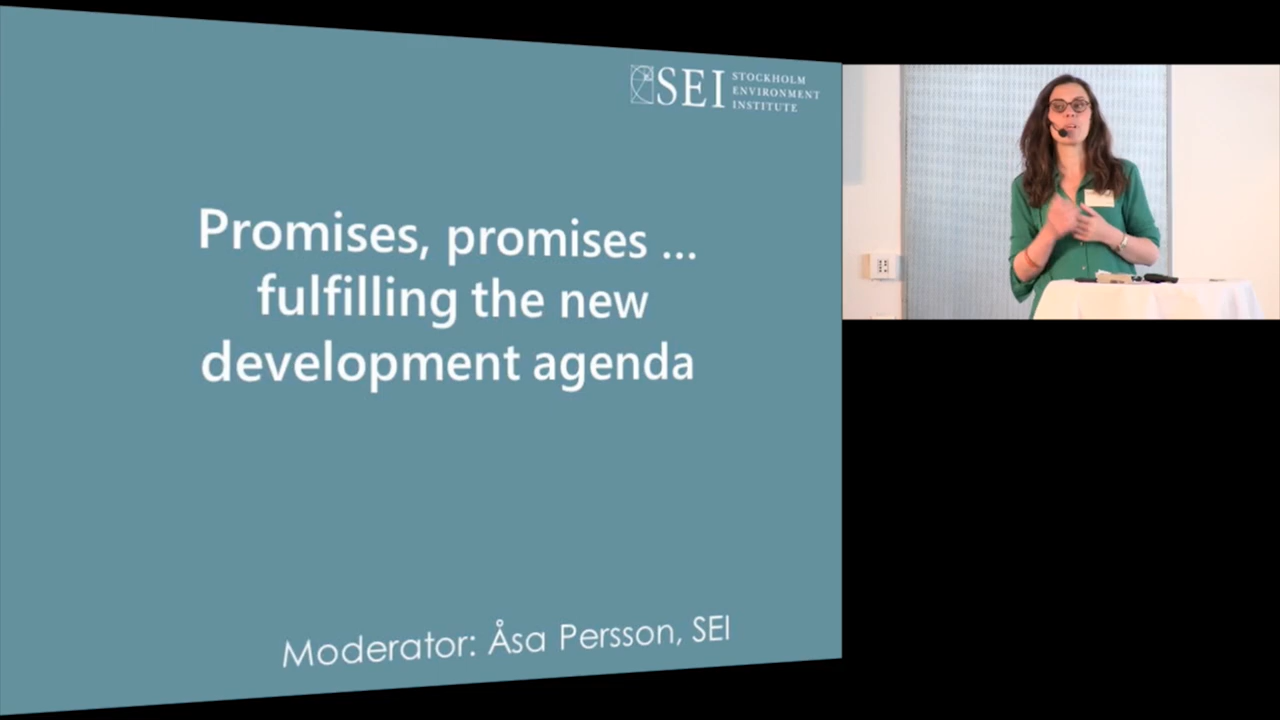 SEI
STOCKHOLM
ENVIRONMENT
INSTITUTE
Promises, promises ...
fulfilling the new
development agenda
Moderator: Åsa Persson, SEI